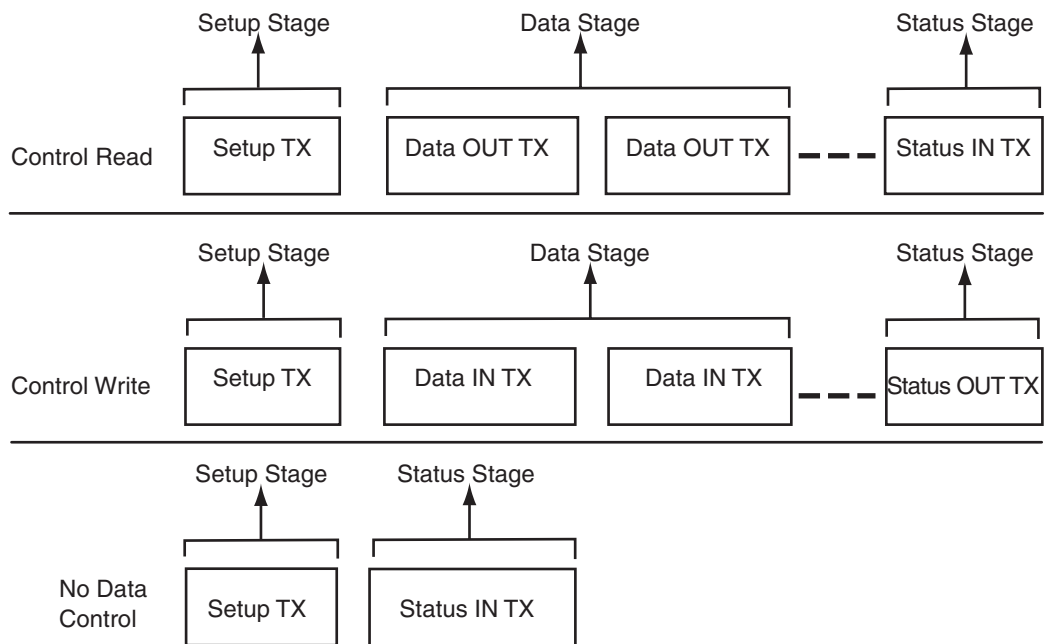 Setup Stage Data Stage Status Stage
Control Read Setup TX Data OUT TX Data OUT TX Status IN TX
Setup Stage Data Stage Status Stage
Control Write Setup TX Data IN TX Data IN TX Status OUT TX
Setup Stage Status Stage
No Data
Control
Setup TX Status IN TX